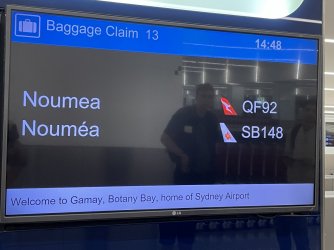 Baggage Claim 13
14:48
Noumea QF92
Nouméa SB148
Welcome to Gamay, Botany Bay, home of Sydney Airport
LG